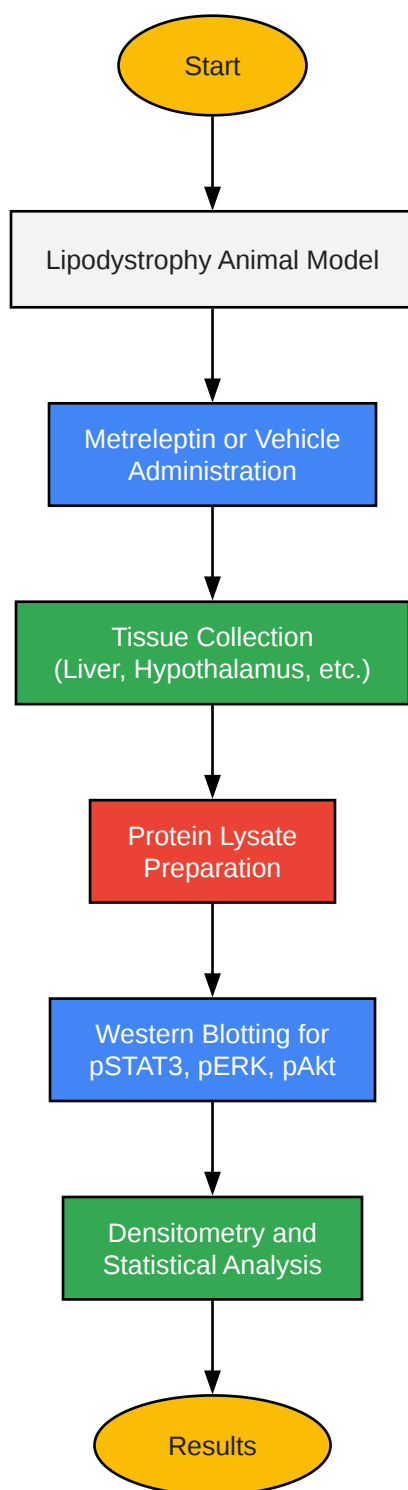 Start
Lipodystrophy Animal Model
Metreleptin or Vehicle
Administration
Tissue Collection
(Liver, Hypothalamus, etc.)
Protein Lysate
Preparation
Western Blotting for
pSTAT3, pERK, pAkt
Densitometry and
Statistical Analysis
Results